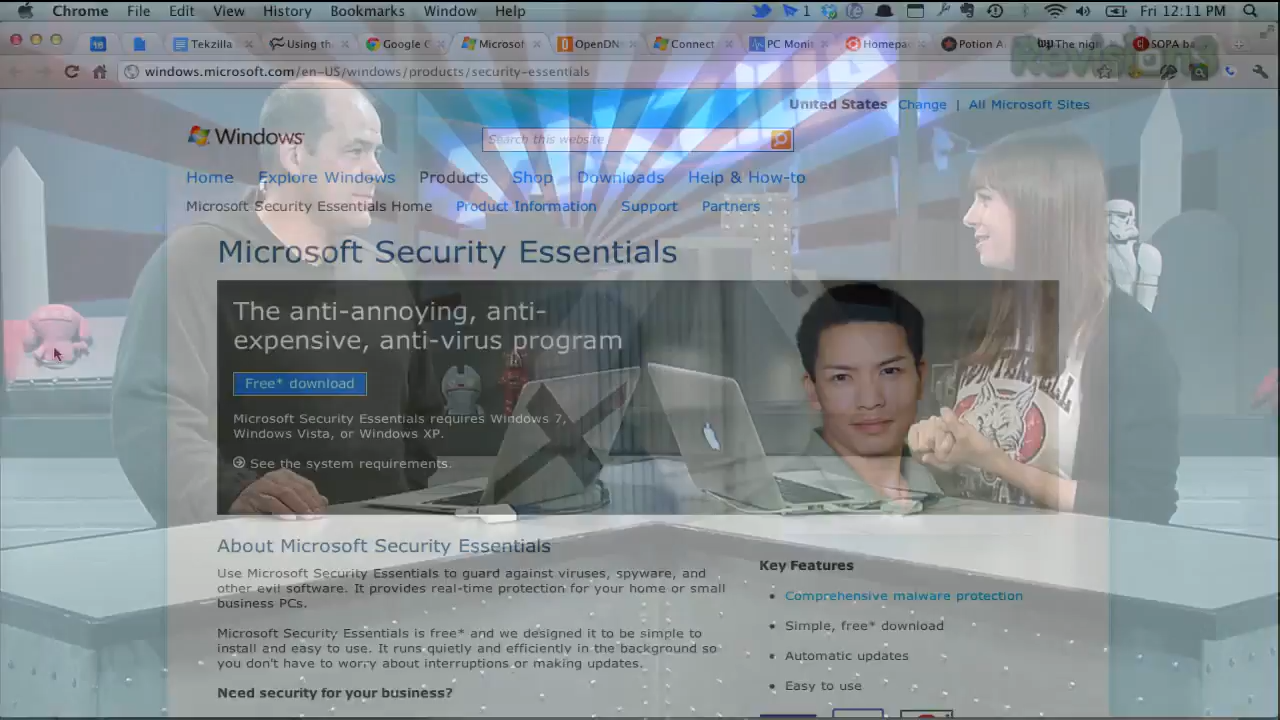 Chrome File Edit View History Bookmarks Window Help 1 Fri 12:11 PM
18 Tekzilla Using the Google C Microsof OpenDN Connect PC Monit Homepa Potion A The nigh SOPA ba
Revision3
windows.microsoft.com/en-US/windows/products/security-essentials
United States Change | All Microsoft Sites
Windows
Search this website
Home Explore Windows Products Shop Downloads Help & How-to
Microsoft Security Essentials Home Product Information Support Partners
Microsoft Security Essentials
The anti-annoying, anti-
expensive, anti-virus program
Free* download
Microsoft Security Essentials requires Windows 7,
Windows Vista, or Windows XP.
See the system requirements.
About Microsoft Security Essentials
Use Microsoft Security Essentials to guard against viruses, spyware, and
other evil software. It provides real-time protection for your home or small
business PCs.
Microsoft Security Essentials is free* and we designed it to be simple to
install and easy to use. It runs quietly and efficiently in the background so
you don't have to worry about interruptions or making updates.
Need security for your business?
Key Features
Comprehensive malware protection
Simple, free* download
Automatic updates
Easy to use